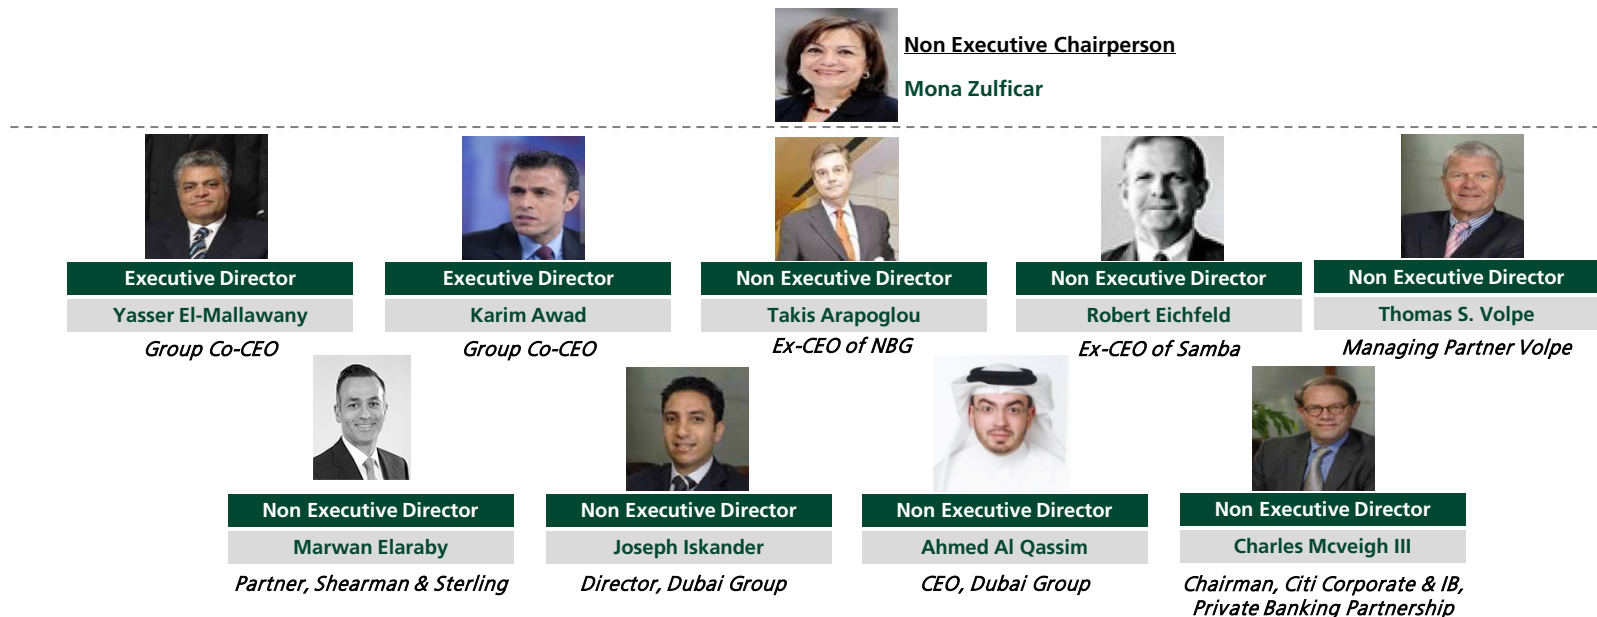 Non Executive Chairperson
Mona Zulficar
Executive Director
Yasser El-Mallawany
Group Co-CEO
Executive Director
Karim Awad
Group Co-CEO
Non Executive Director
Takis Arapoglou
Ex-CEO of NBG
Non Executive Director
Robert Eichfeld
Ex-CEO of Samba
Non Executive Director
Thomas S. Volpe
Managing Partner Volpe
Non Executive Director
Marwan Elaraby
Partner, Shearman & Sterling
Non Executive Director
Joseph Iskander
Director, Dubai Group
Non Executive Director
Ahmed Al Qassim
CEO, Dubai Group
Non Executive Director
Charles Mcveigh III
Chairman, Citi Corporate & IB,
Private Banking Partnership